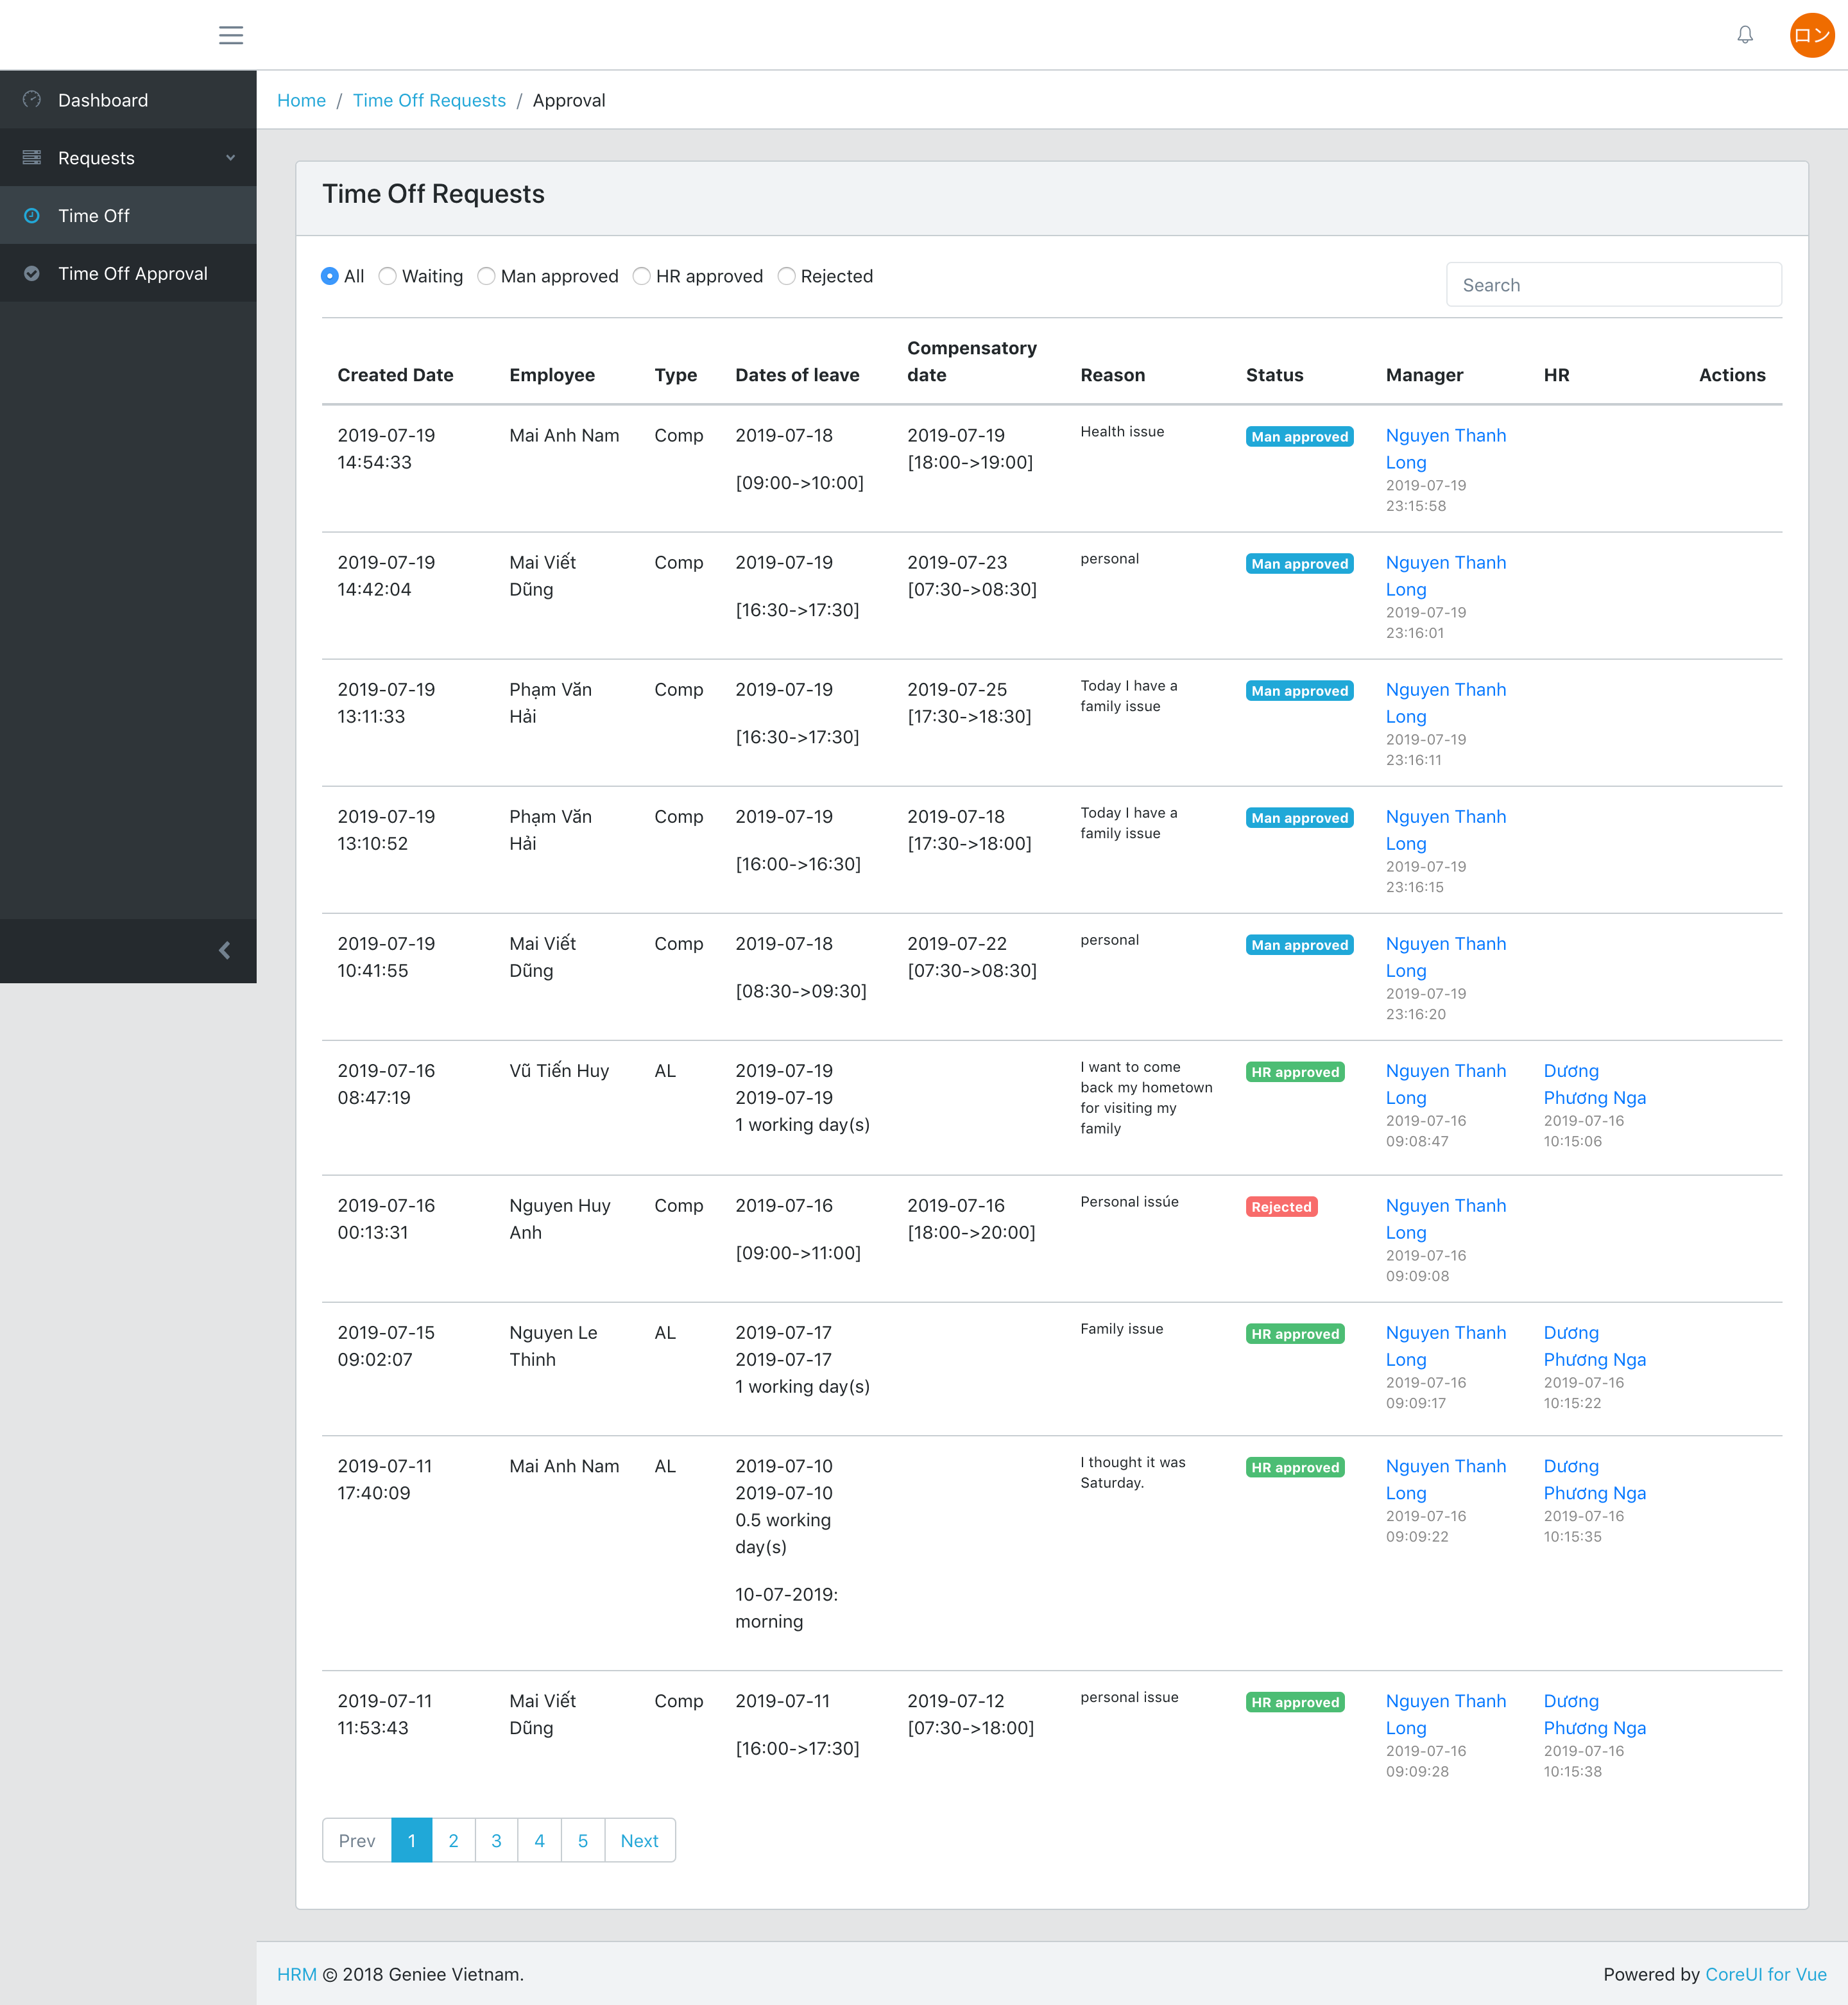 ロン
Dashboard
Requests
Time Off
Time Off Approval
Home / Time Off Requests / Approval
Time Off Requests
All Waiting Man approved HR approved Rejected
Search
Created Date Employee Type Dates of leave Compensatory date Reason Status Manager HR Actions
2019-07-19 14:54:33
Mai Anh Nam
Comp
2019-07-18
[09:00->10:00]
2019-07-19
[18:00->19:00]
Health issue
Man approved
Nguyen Thanh Long
2019-07-19
23:15:58
2019-07-19 14:42:04
Mai Viết Dũng
Comp
2019-07-19
[16:30->17:30]
2019-07-23
[07:30->08:30]
personal
Man approved
Nguyen Thanh Long
2019-07-19
23:16:01
2019-07-19 13:11:33
Phạm Văn Hải
Comp
2019-07-19
[16:30->17:30]
2019-07-25
[17:30->18:30]
Today I have a
family issue
Man approved
Nguyen Thanh Long
2019-07-19
23:16:11
2019-07-19 13:10:52
Phạm Văn Hải
Comp
2019-07-19
[16:00->16:30]
2019-07-18
[17:30->18:00]
Today I have a
family issue
Man approved
Nguyen Thanh Long
2019-07-19
23:16:15
2019-07-19 10:41:55
Mai Viết Dũng
Comp
2019-07-18
[08:30->09:30]
2019-07-22
[07:30->08:30]
personal
Man approved
Nguyen Thanh Long
2019-07-19
23:16:20
2019-07-16 08:47:19
Vũ Tiến Huy
AL
2019-07-19
2019-07-19
1 working day(s)
I want to come
back my hometown
for visiting my
family
HR approved
Nguyen Thanh Long
2019-07-16
09:08:47
Dương Phương Nga
2019-07-16
10:15:06
2019-07-16 00:13:31
Nguyen Huy Anh
Comp
2019-07-16
[09:00->11:00]
2019-07-16
[18:00->20:00]
Personal issúe
Rejected
Nguyen Thanh Long
2019-07-16
09:09:08
2019-07-15 09:02:07
Nguyen Le Thinh
AL
2019-07-17
2019-07-17
1 working day(s)
Family issue
HR approved
Nguyen Thanh Long
2019-07-16
09:09:17
Dương Phương Nga
2019-07-16
10:15:22
2019-07-11 17:40:09
Mai Anh Nam
AL
2019-07-10
2019-07-10
0.5 working
day(s)
10-07-2019:
morning
I thought it was
Saturday.
HR approved
Nguyen Thanh Long
2019-07-16
09:09:22
Dương Phương Nga
2019-07-16
10:15:35
2019-07-11 11:53:43
Mai Viết Dũng
Comp
2019-07-11
[16:00->17:30]
2019-07-12
[07:30->18:00]
personal issue
HR approved
Nguyen Thanh Long
2019-07-16
09:09:28
Dương Phương Nga
2019-07-16
10:15:38
Prev 1 2 3 4 5 Next
HRM © 2018 Geniee Vietnam.
Powered by CoreUI for Vue